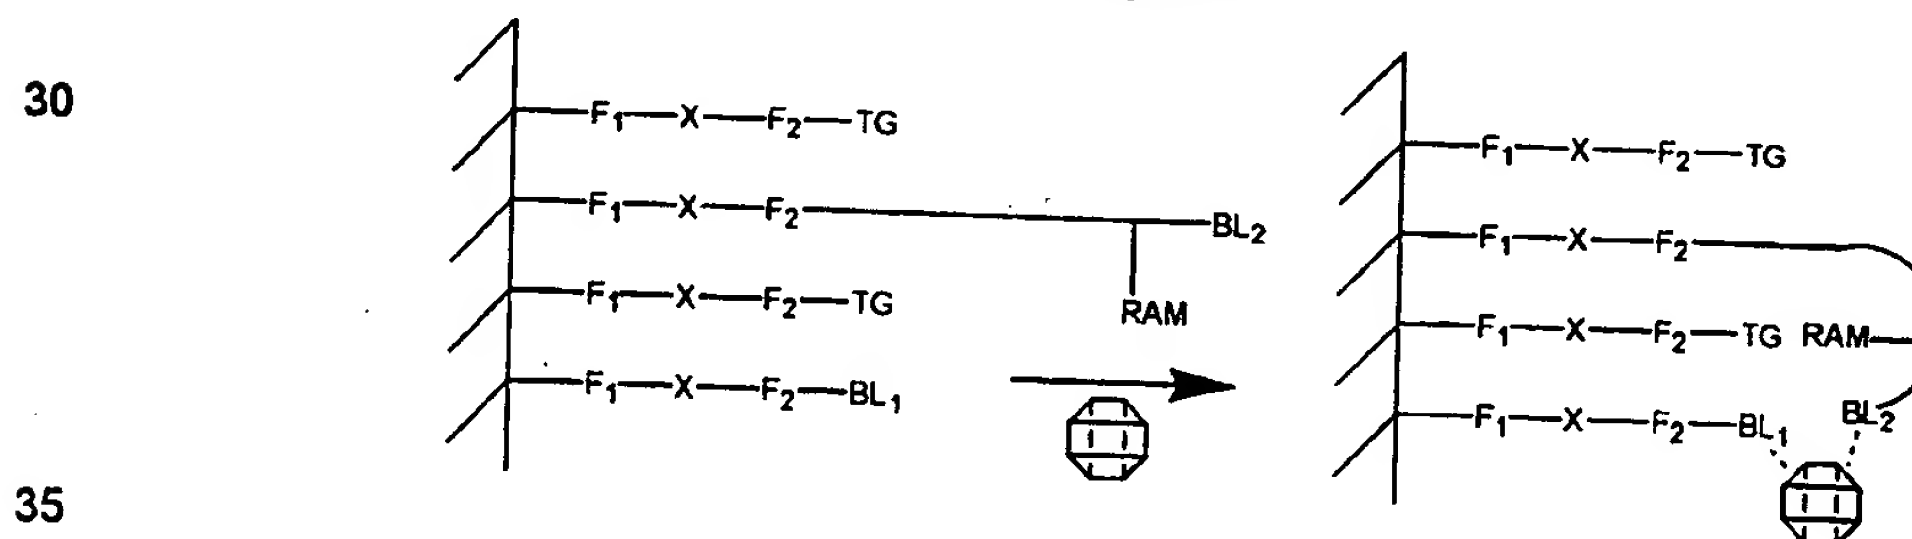 30
F₁—X—F₂—TG
F₁—X—F₂—BL₂
RAM
F₁—X—F₂—TG
F₁—X—F₂—BL₁
F₁—X—F₂—TG
F₁—X—F₂
F₁—X—F₂—TG RAM
F₁—X—F₂—BL₁ BL₂
35